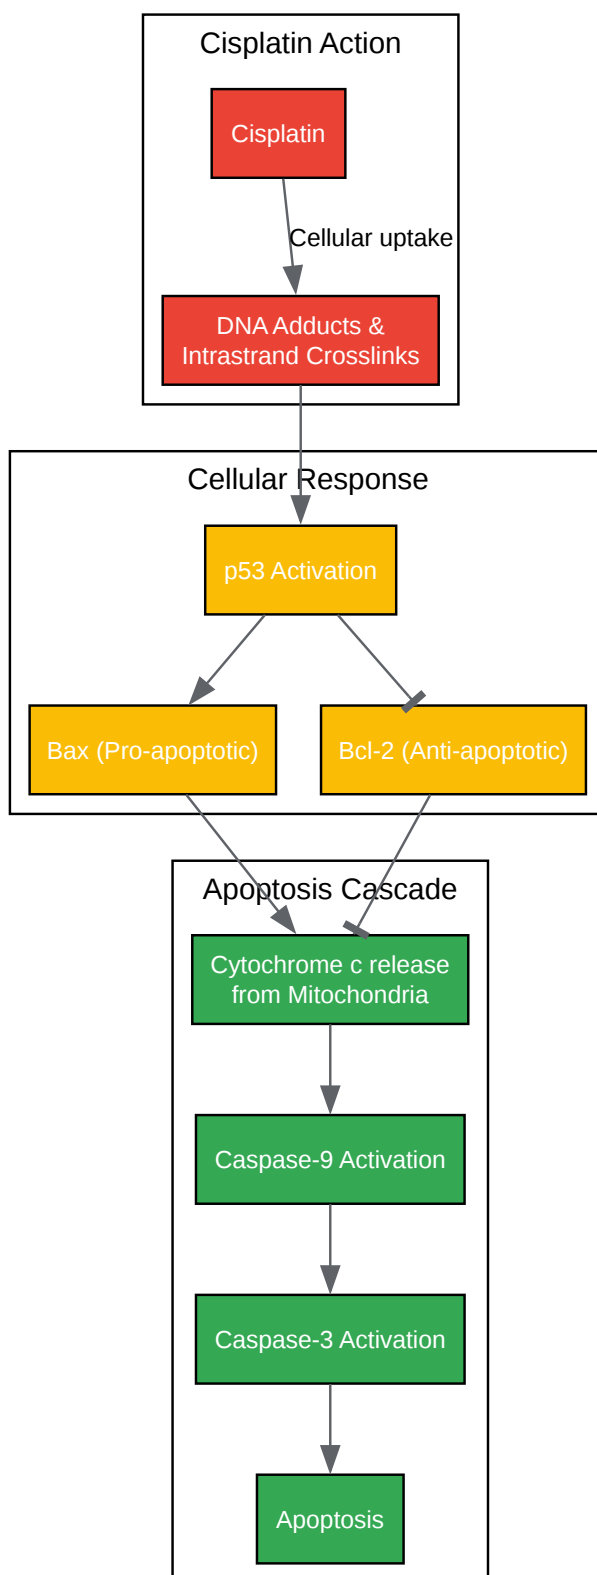 Cisplatin Action
Cisplatin
Cellular uptake
DNA Adducts &
Intrastrand Crosslinks
Cellular Response
p53 Activation
Bax (Pro-apoptotic)
Bcl-2 (Anti-apoptotic)
Apoptosis Cascade
Cytochrome c release
from Mitochondria
Caspase-9 Activation
Caspase-3 Activation
Apoptosis